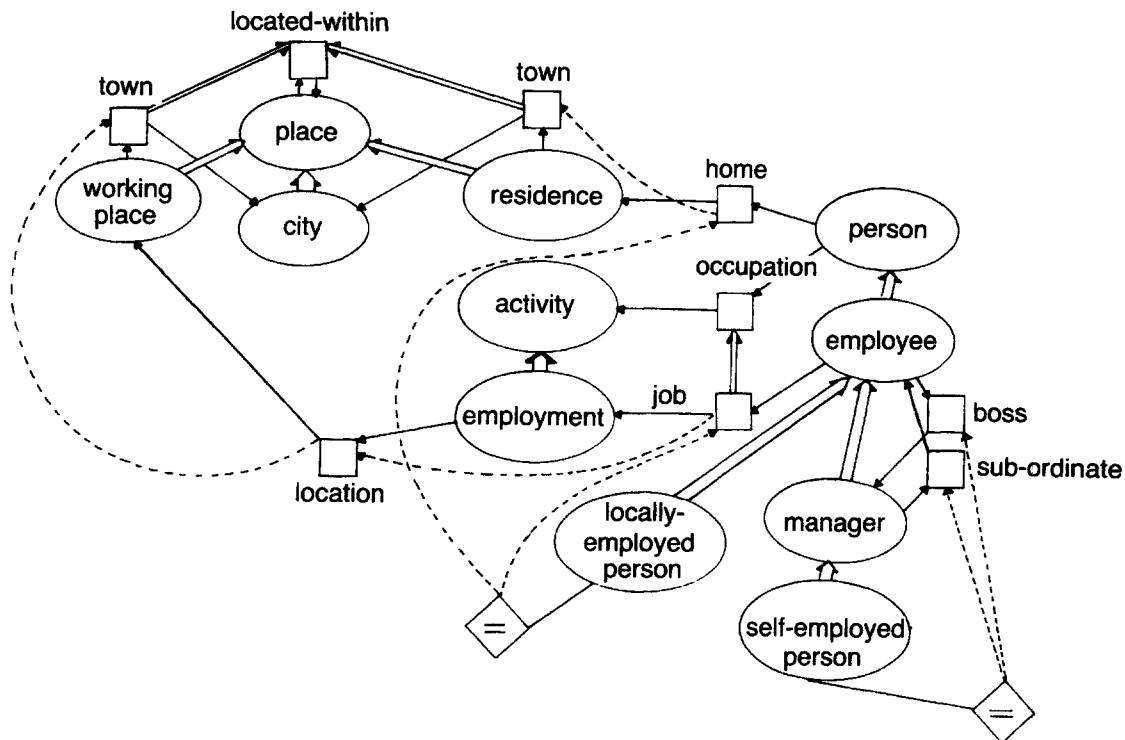 located-within
town
town
place
home
working
place
residence
city
person
occupation
activity
employee
job
employment
boss
sub-ordinate
location
locally-
employed
person
manager
=
self-employed
person
=